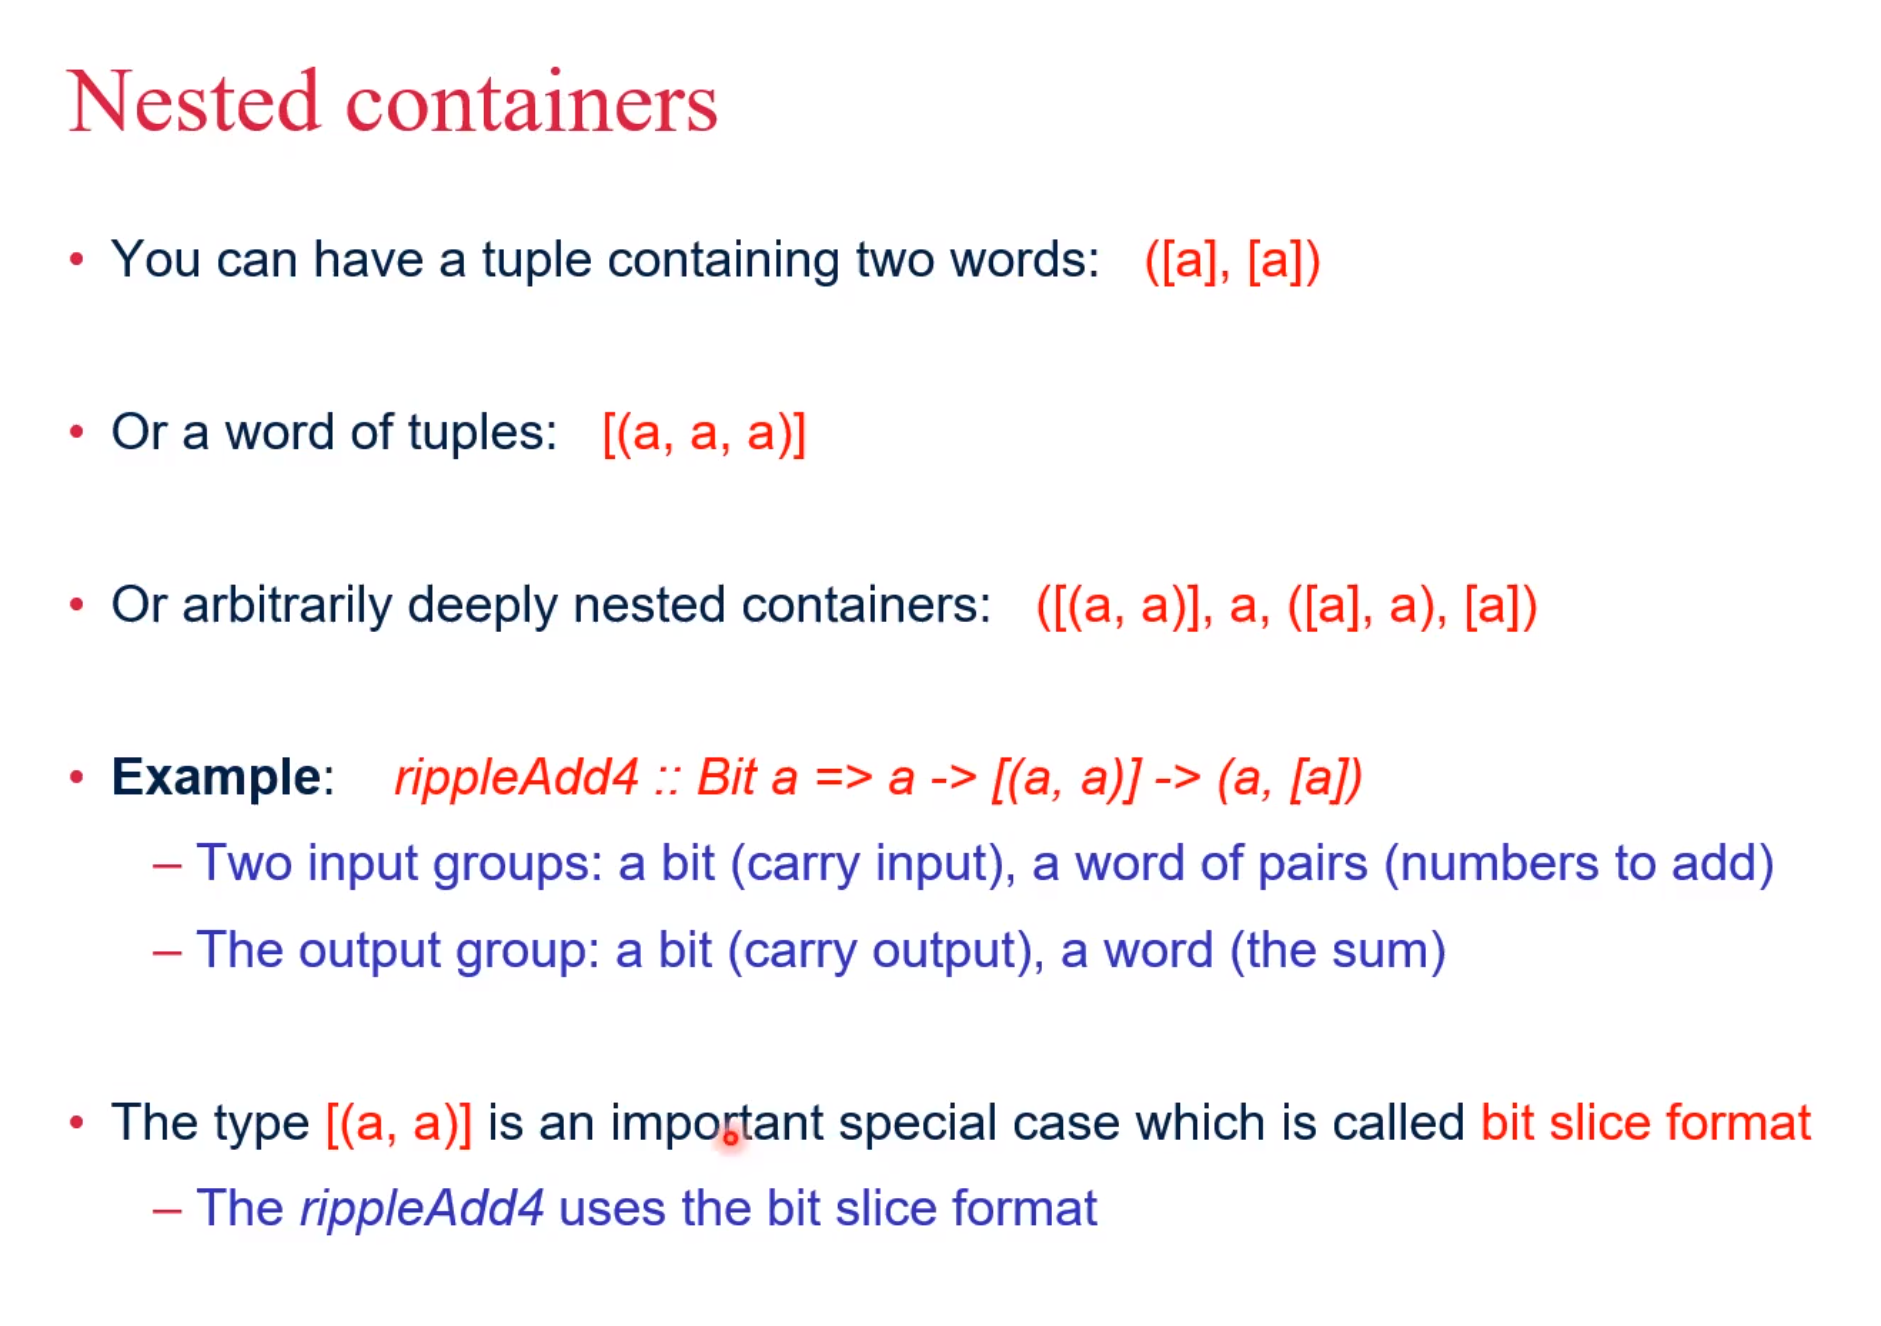 Nested containers
• You can have a tuple containing two words: ([a], [a])
• Or a word of tuples: [(a, a, a)]
• Or arbitrarily deeply nested containers: ([(a, a)], a, ([a], a), [a])
• Example: rippleAdd4 :: Bit a => a -> [(a, a)] -> (a, [a])
– Two input groups: a bit (carry input), a word of pairs (numbers to add)
– The output group: a bit (carry output), a word (the sum)
• The type [(a, a)] is an important special case which is called bit slice format
– The rippleAdd4 uses the bit slice format